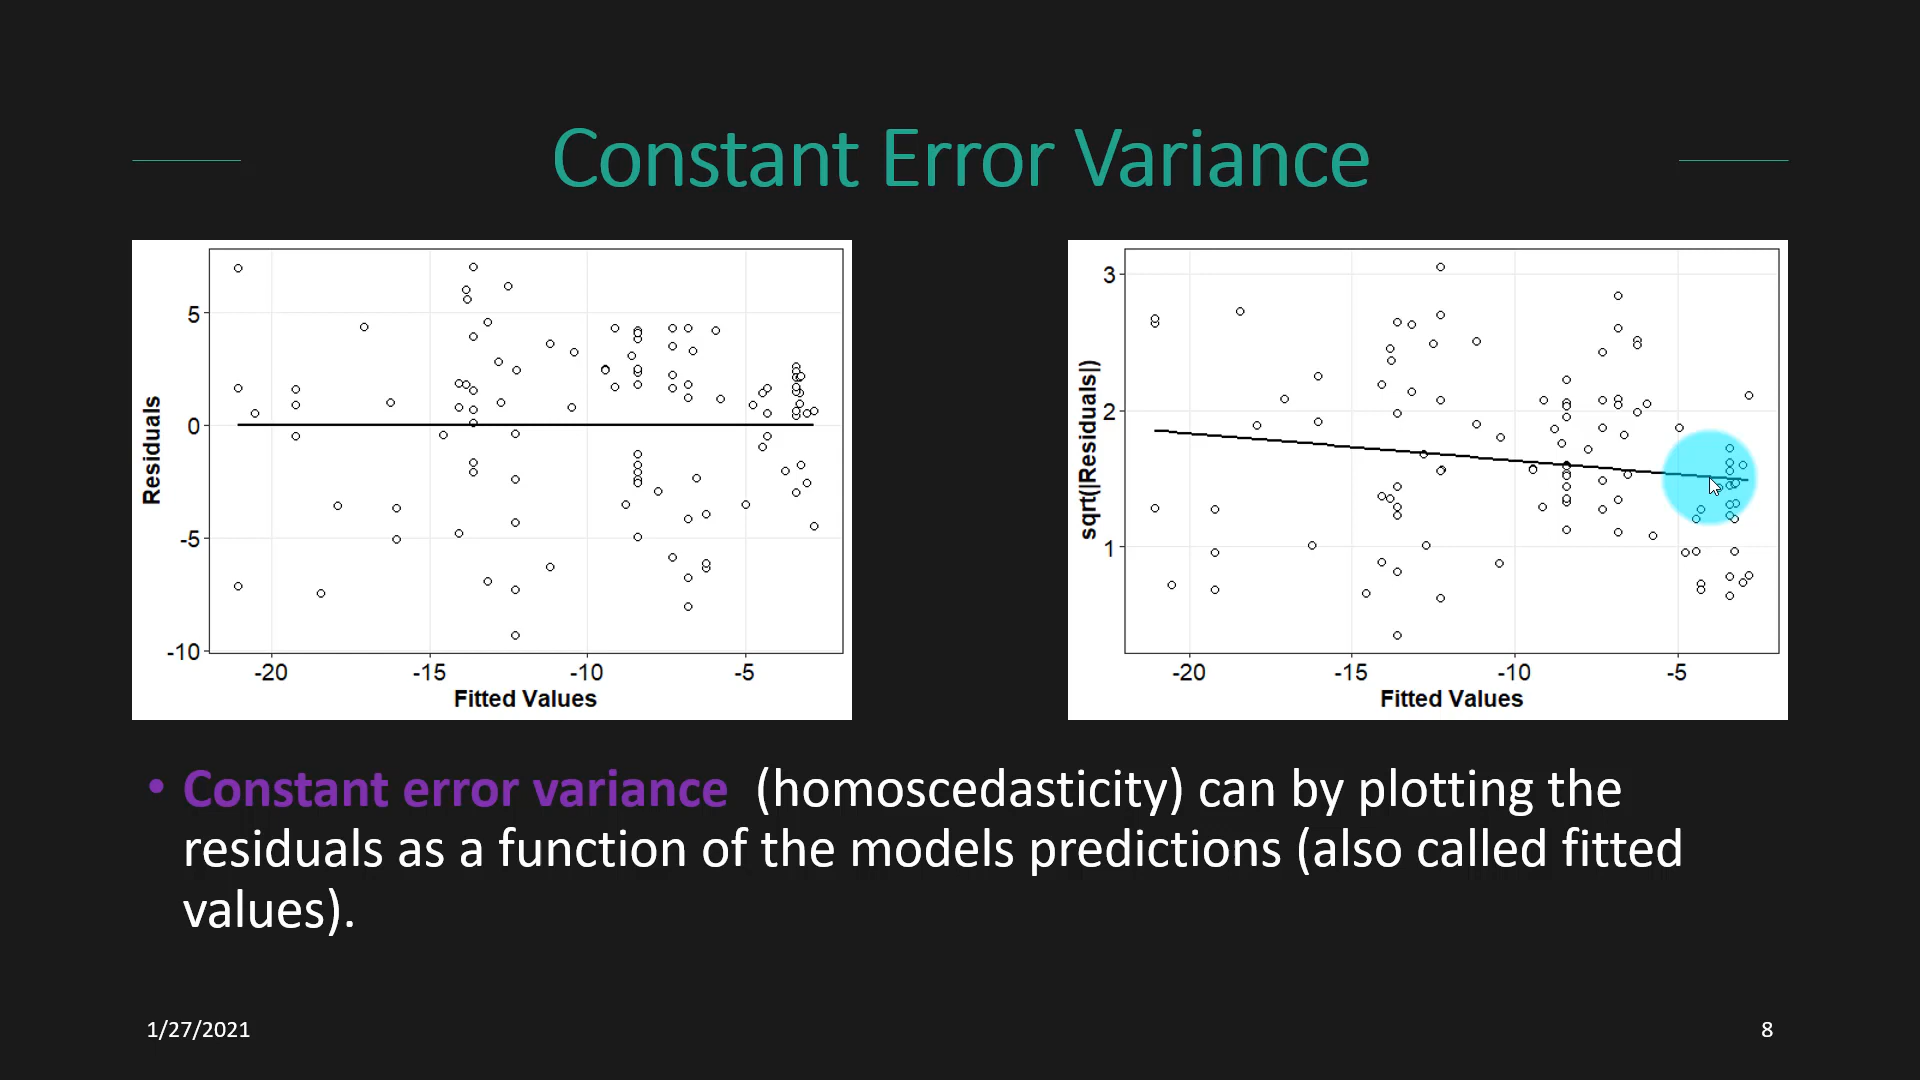 Constant Error Variance
5
0
-5
-10
Residuals
-20 -15 -10 -5
Fitted Values
3
2
1
sqrt(|Residuals|)
-20 -15 -10 -5
Fitted Values
• Constant error variance (homoscedasticity) can by plotting the
residuals as a function of the models predictions (also called fitted
values).
1/27/2021
8